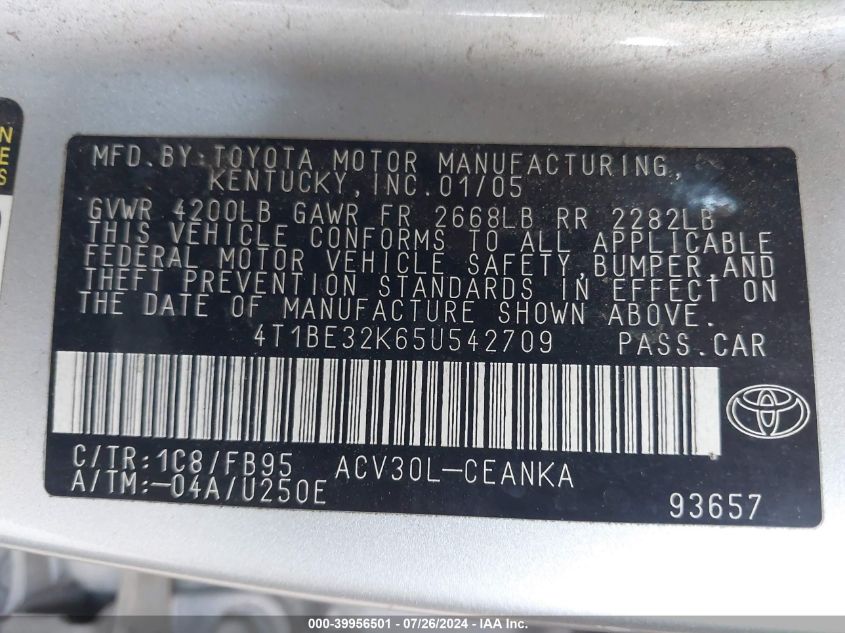 MFD.BY:TOYOTA MOTOR MANUFACTURING,
KENTUCKY,INC.01/05
GVWR 4200LB GAWR FR 2668LB RR 2282LB
THIS VEHICLE CONFORMS TO ALL APPLICABLE
FEDERAL MOTOR VEHICLE SAFETY,BUMPER,AND
THEFT PREVENTION STANDARDS IN EFFECT ON
THE DATE OF MANUFACTURE SHOWN ABOVE.
4T1BE32K65U542709 PASS.CAR
C/TR:1C8/FB95 ACV30L-CEANKA
A/TM:-04A/U250E
93657
000-39956501 - 07/26/2024 - IAA Inc.